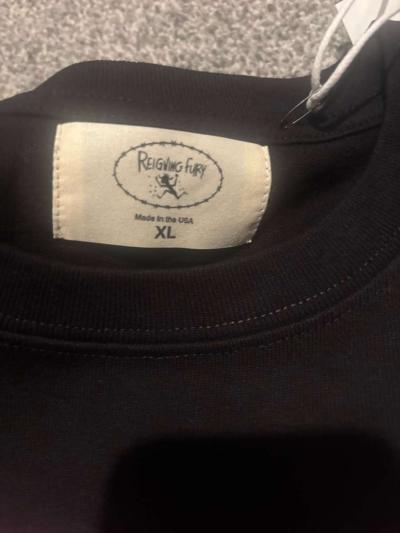 REIGNING FURY
Made in the USA
XL